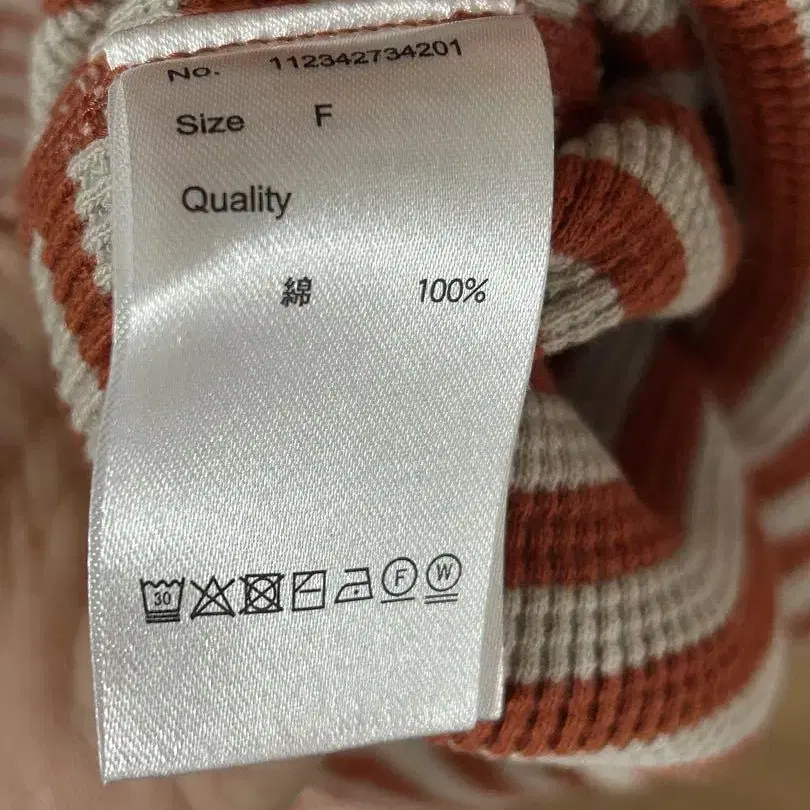 No. 112342734201
Size F
Quality
綿 100%
30 F W